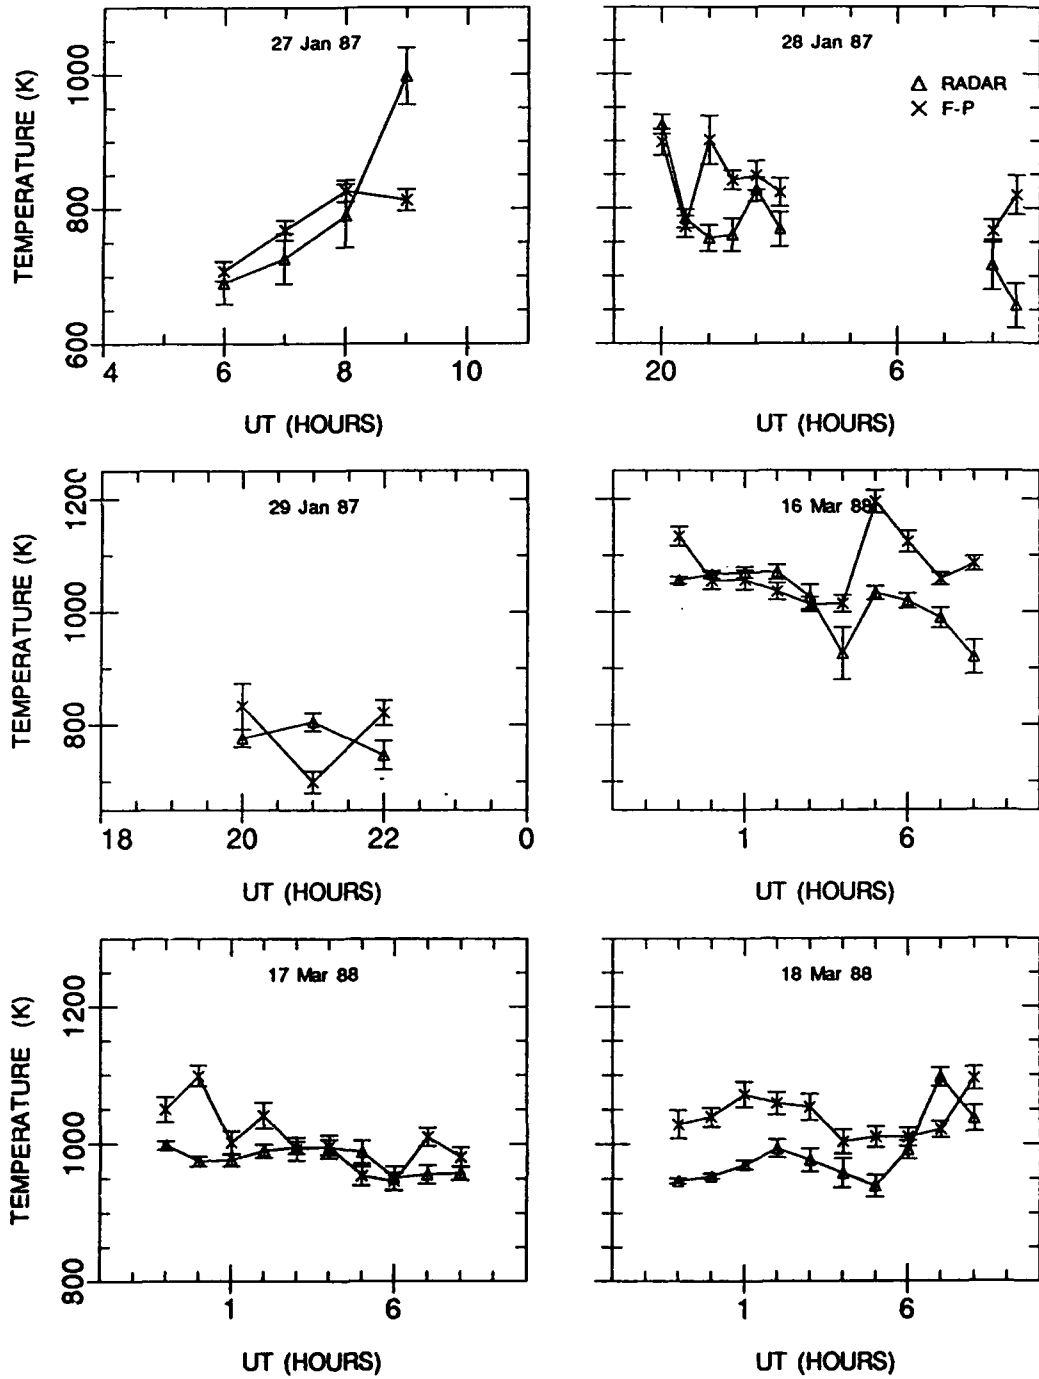 27 Jan 87
TEMPERATURE (K)
1000
800
600
4 6 8 10
UT (HOURS)
28 Jan 87
RADAR
F-P
20 6
UT (HOURS)
29 Jan 87
TEMPERATURE (K)
1200
1000
800
18 20 22 0
UT (HOURS)
16 Mar 88
1 6
UT (HOURS)
17 Mar 88
TEMPERATURE (K)
1200
1000
800
1 6
UT (HOURS)
18 Mar 88
1 6
UT (HOURS)